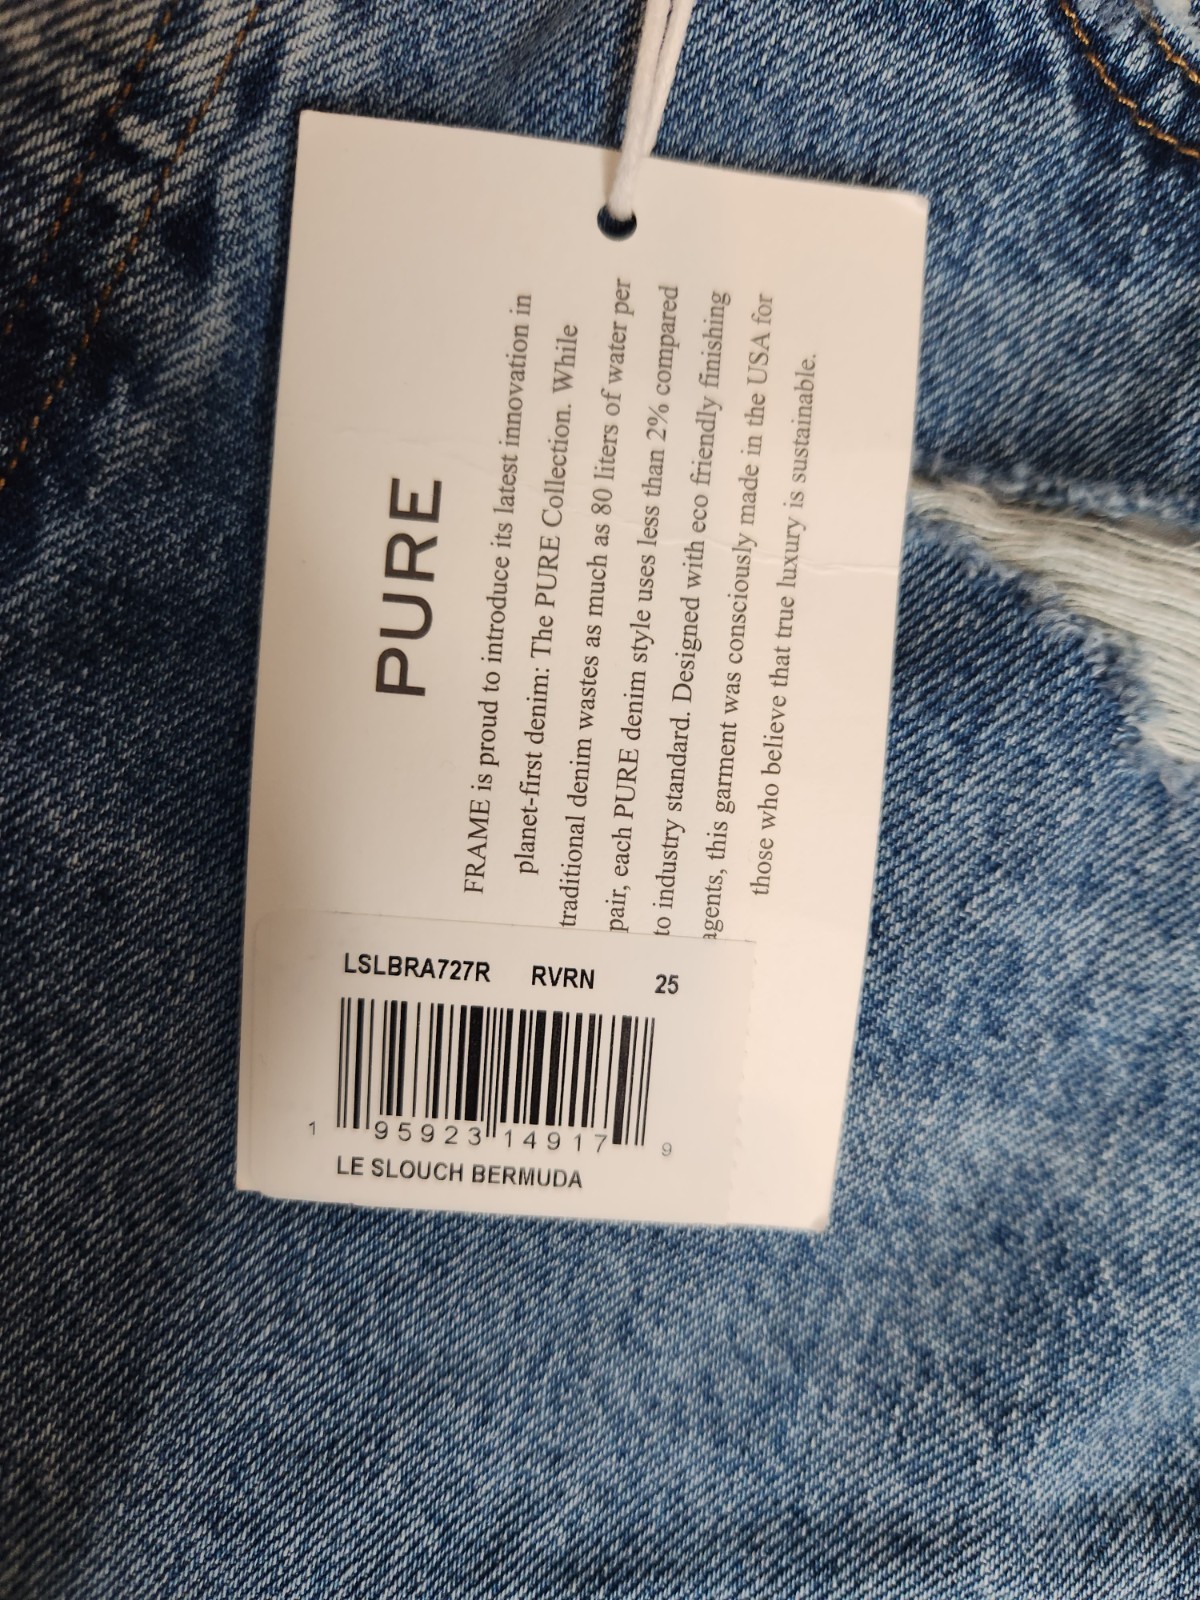 PURE
FRAME is proud to introduce its latest innovation in
planet-first denim: The PURE Collection. While
traditional denim wastes as much as 80 liters of water per
pair, each PURE denim style uses less than 2% compared
to industry standard. Designed with eco friendly finishing
agents, this garment was consciously made in the USA for
those who believe that true luxury is sustainable.
LSLBRA727R RVRN 25
1 95923 14917 9
LE SLOUCH BERMUDA